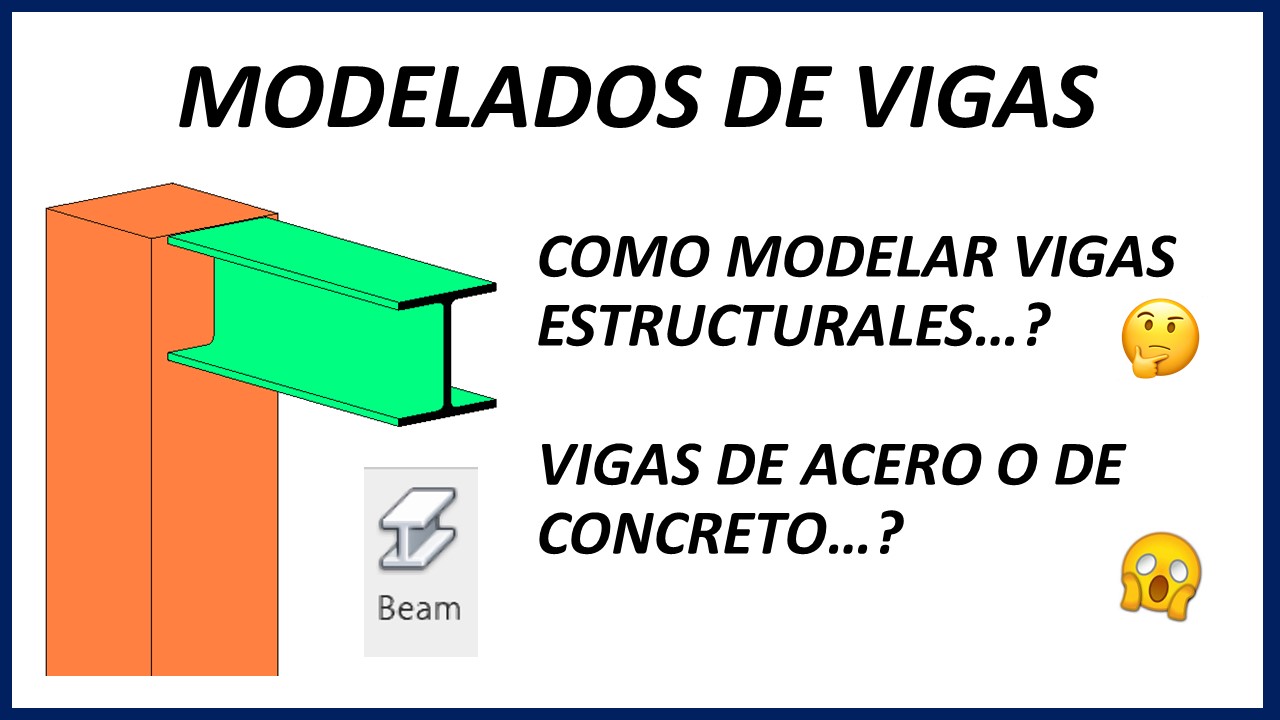 MODELADOS DE VIGAS
COMO MODELAR VIGAS
ESTRUCTURALES...?
VIGAS DE ACERO O DE
CONCRETO...?
Beam